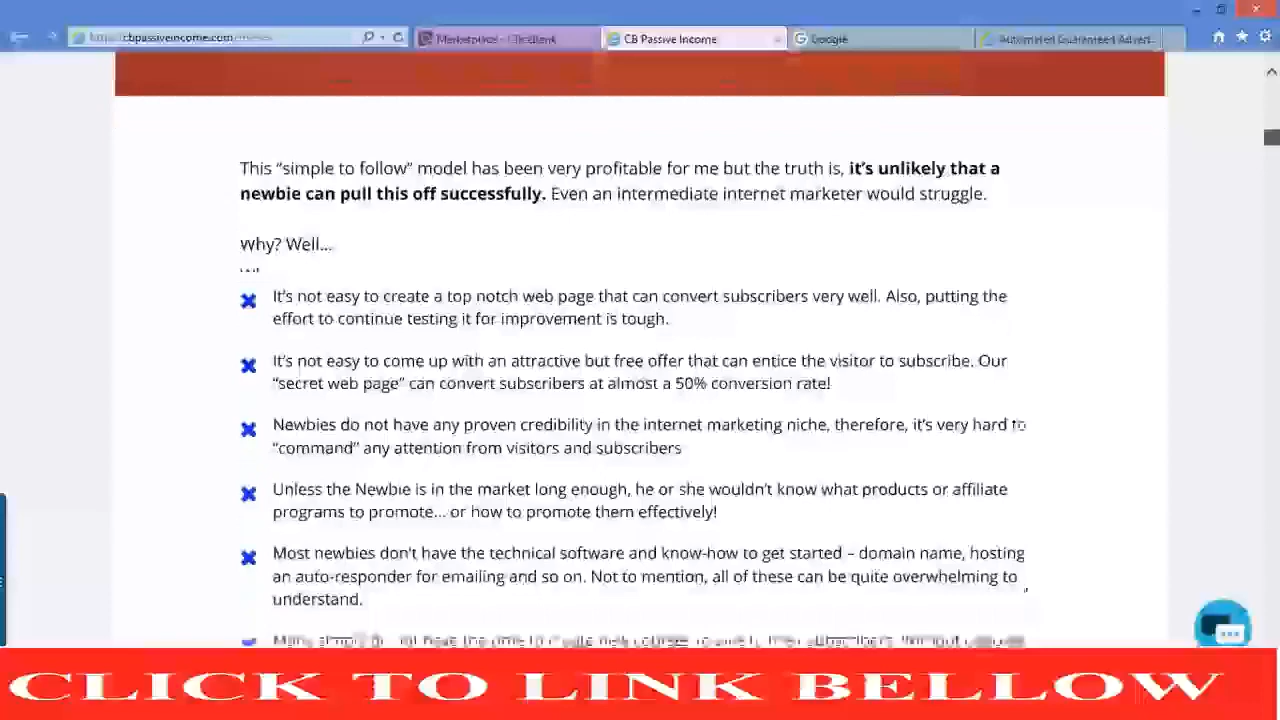 cbpassiveincome.com
Marketplace - ClickBank
CB Passive Income
Google
Automated Guaranteed Advert...
This “simple to follow” model has been very profitable for me but the truth is, it’s unlikely that a
newbie can pull this off successfully. Even an intermediate internet marketer would struggle.
Why? Well...
It’s not easy to create a top notch web page that can convert subscribers very well. Also, putting the
effort to continue testing it for improvement is tough.
It’s not easy to come up with an attractive but free offer that can entice the visitor to subscribe. Our
“secret web page” can convert subscribers at almost a 50% conversion rate!
Newbies do not have any proven credibility in the internet marketing niche, therefore, it’s very hard to
“command” any attention from visitors and subscribers
Unless the Newbie is in the market long enough, he or she wouldn’t know what products or affiliate
programs to promote... or how to promote them effectively!
Most newbies don’t have the technical software and know-how to get started – domain name, hosting
an auto-responder for emailing and so on. Not to mention, all of these can be quite overwhelming to
understand.
CLICK TO LINK BELLOW